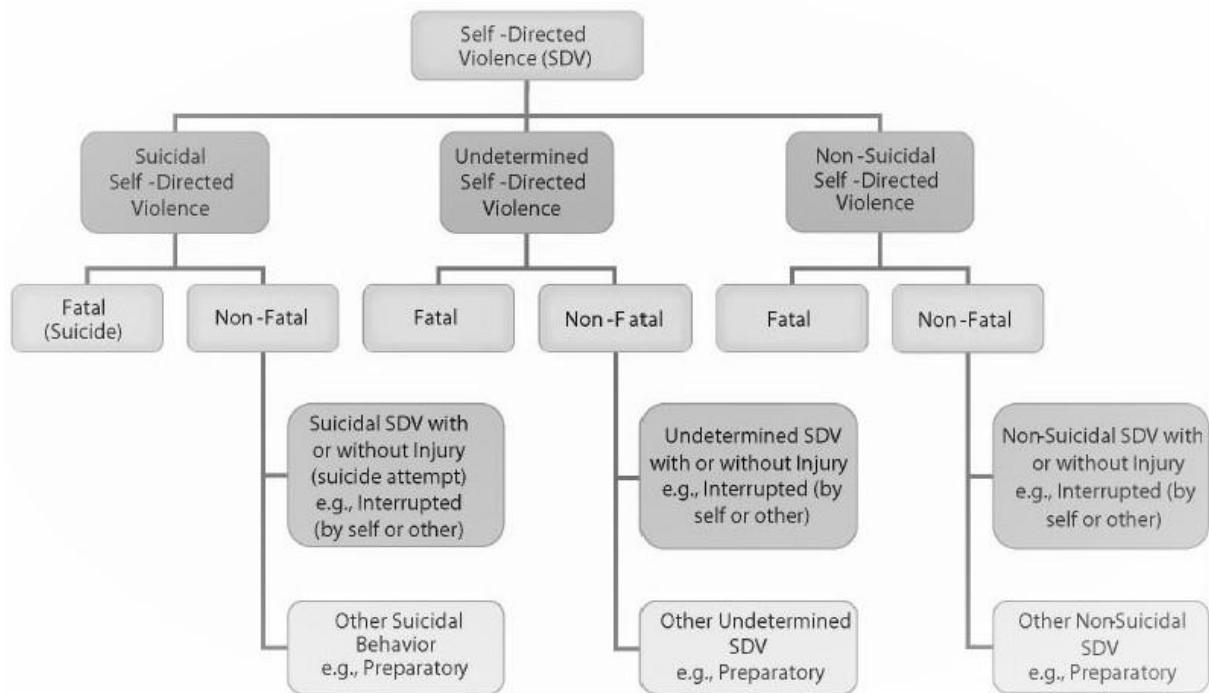 Self -Directed
Violence (SDV)
Suicidal
Self -Directed
Violence
Undetermined
Self -Directed
Violence
Non -Suicidal
Self -Directed
Violence
Fatal
(Suicide)
Non -Fatal
Fatal
Non -Fatal
Fatal
Non -Fatal
Suicidal SDV with
or without Injury
(suicide attempt)
e.g., Interrupted
(by self or other)
Undetermined SDV
with or without Injury
e.g., Interrupted (by
self or other)
Non-Suicidal SDV with
or without Injury
e.g., Interrupted (by
self or other)
Other Suicidal
Behavior
e.g., Preparatory
Other Undetermined
SDV
e.g., Preparatory
Other Non-Suicidal
SDV
e.g., Preparatory